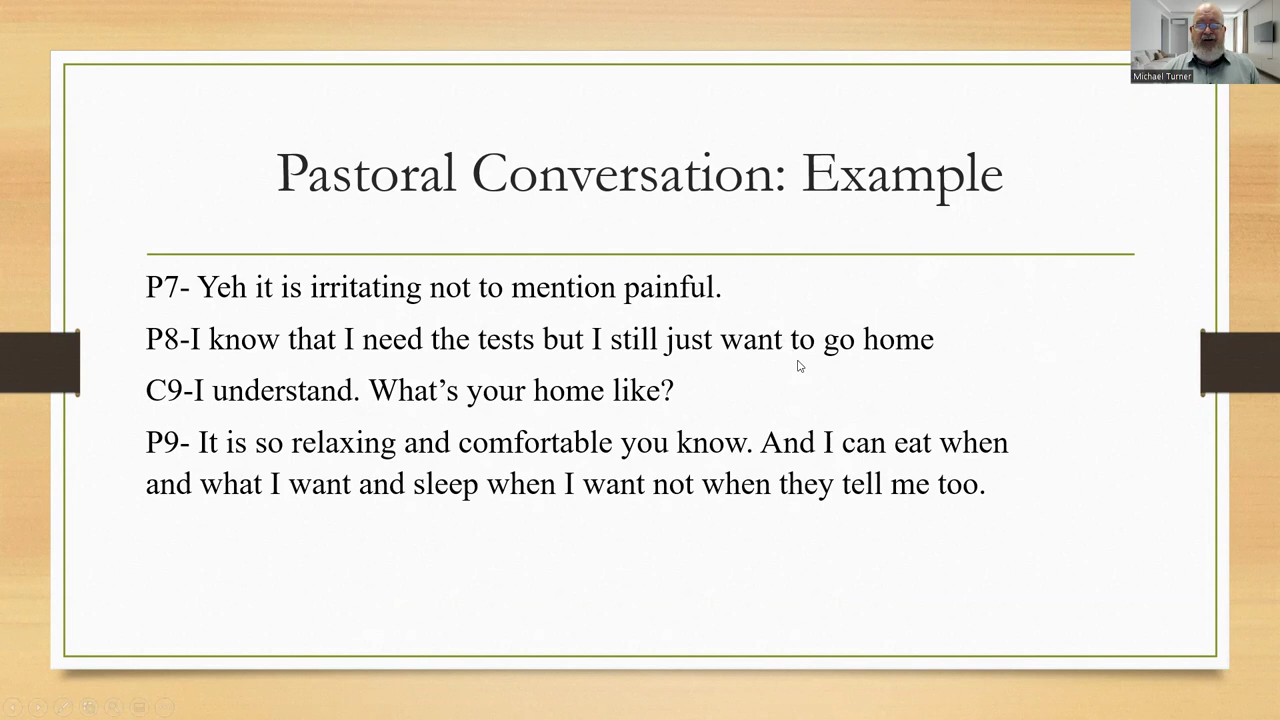 Michael Turner
Pastoral Conversation: Example
P7- Yeh it is irritating not to mention painful.
P8-I know that I need the tests but I still just want to go home
C9-I understand. What’s your home like?
P9- It is so relaxing and comfortable you know. And I can eat when
and what I want and sleep when I want not when they tell me too.